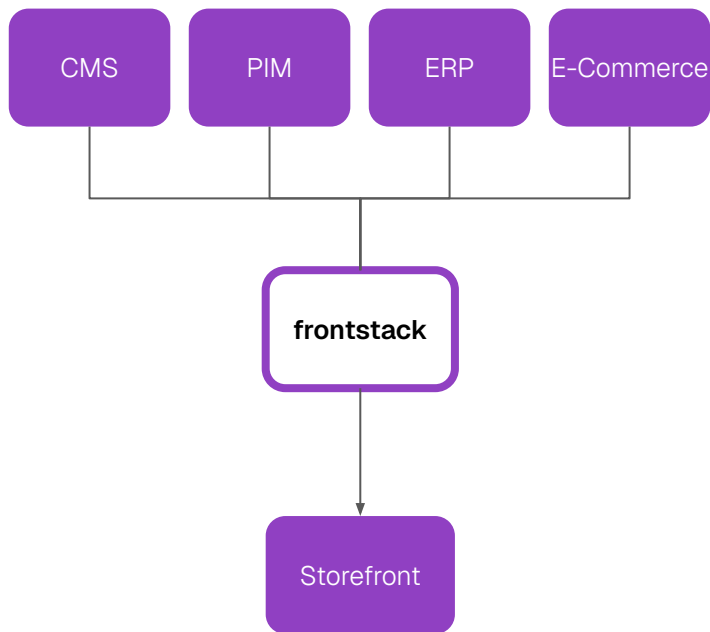 CMS
PIM
ERP
E-Commerce
frontstack
Storefront